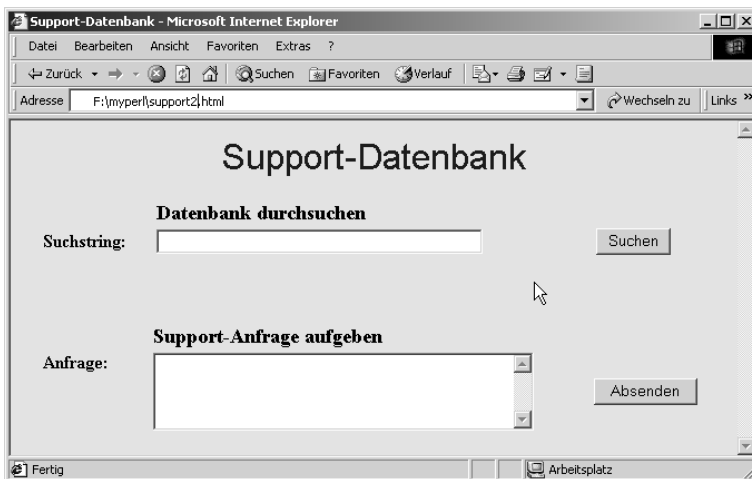 Support-Datenbank - Microsoft Internet Explorer
Datei Bearbeiten Ansicht Favoriten Extras ?
Zurück Suchen Favoriten Verlauf
Adresse F:\myperl\support2.html Wechseln zu Links »
Support-Datenbank
Datenbank durchsuchen
Suchstring: Suchen
Support-Anfrage aufgeben
Anfrage:
Absenden
Fertig Arbeitsplatz